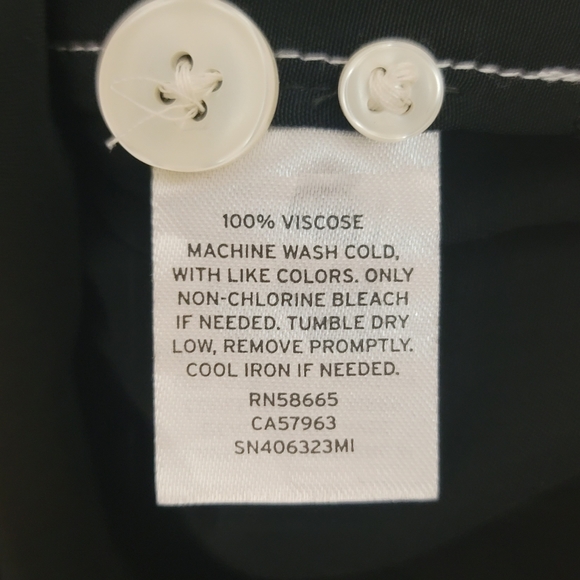 100% VISCOSE
MACHINE WASH COLD,
WITH LIKE COLORS. ONLY
NON-CHLORINE BLEACH
IF NEEDED. TUMBLE DRY
LOW, REMOVE PROMPTLY.
COOL IRON IF NEEDED.
RN58665
CA57963
SN406323MI